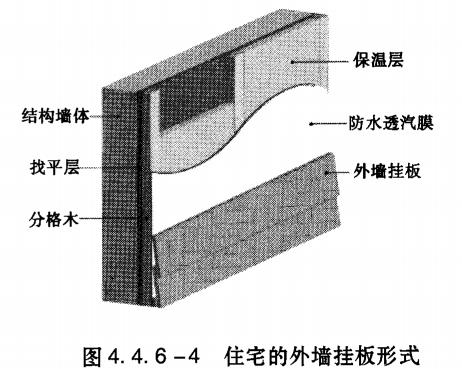 保温层
结构墙体
防水透汽膜
找平层
外墙挂板
分格木
图 4.4.6-4 住宅的外墙挂板形式